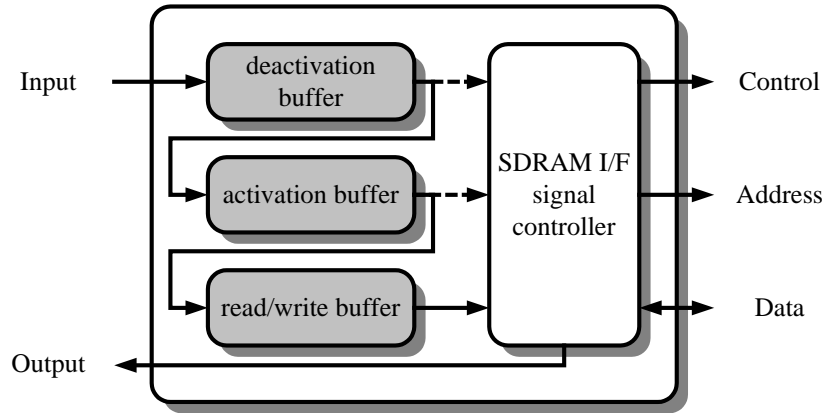 Input
deactivation
buffer
Control
activation buffer
SDRAM I/F
signal
controller
Address
read/write buffer
Data
Output